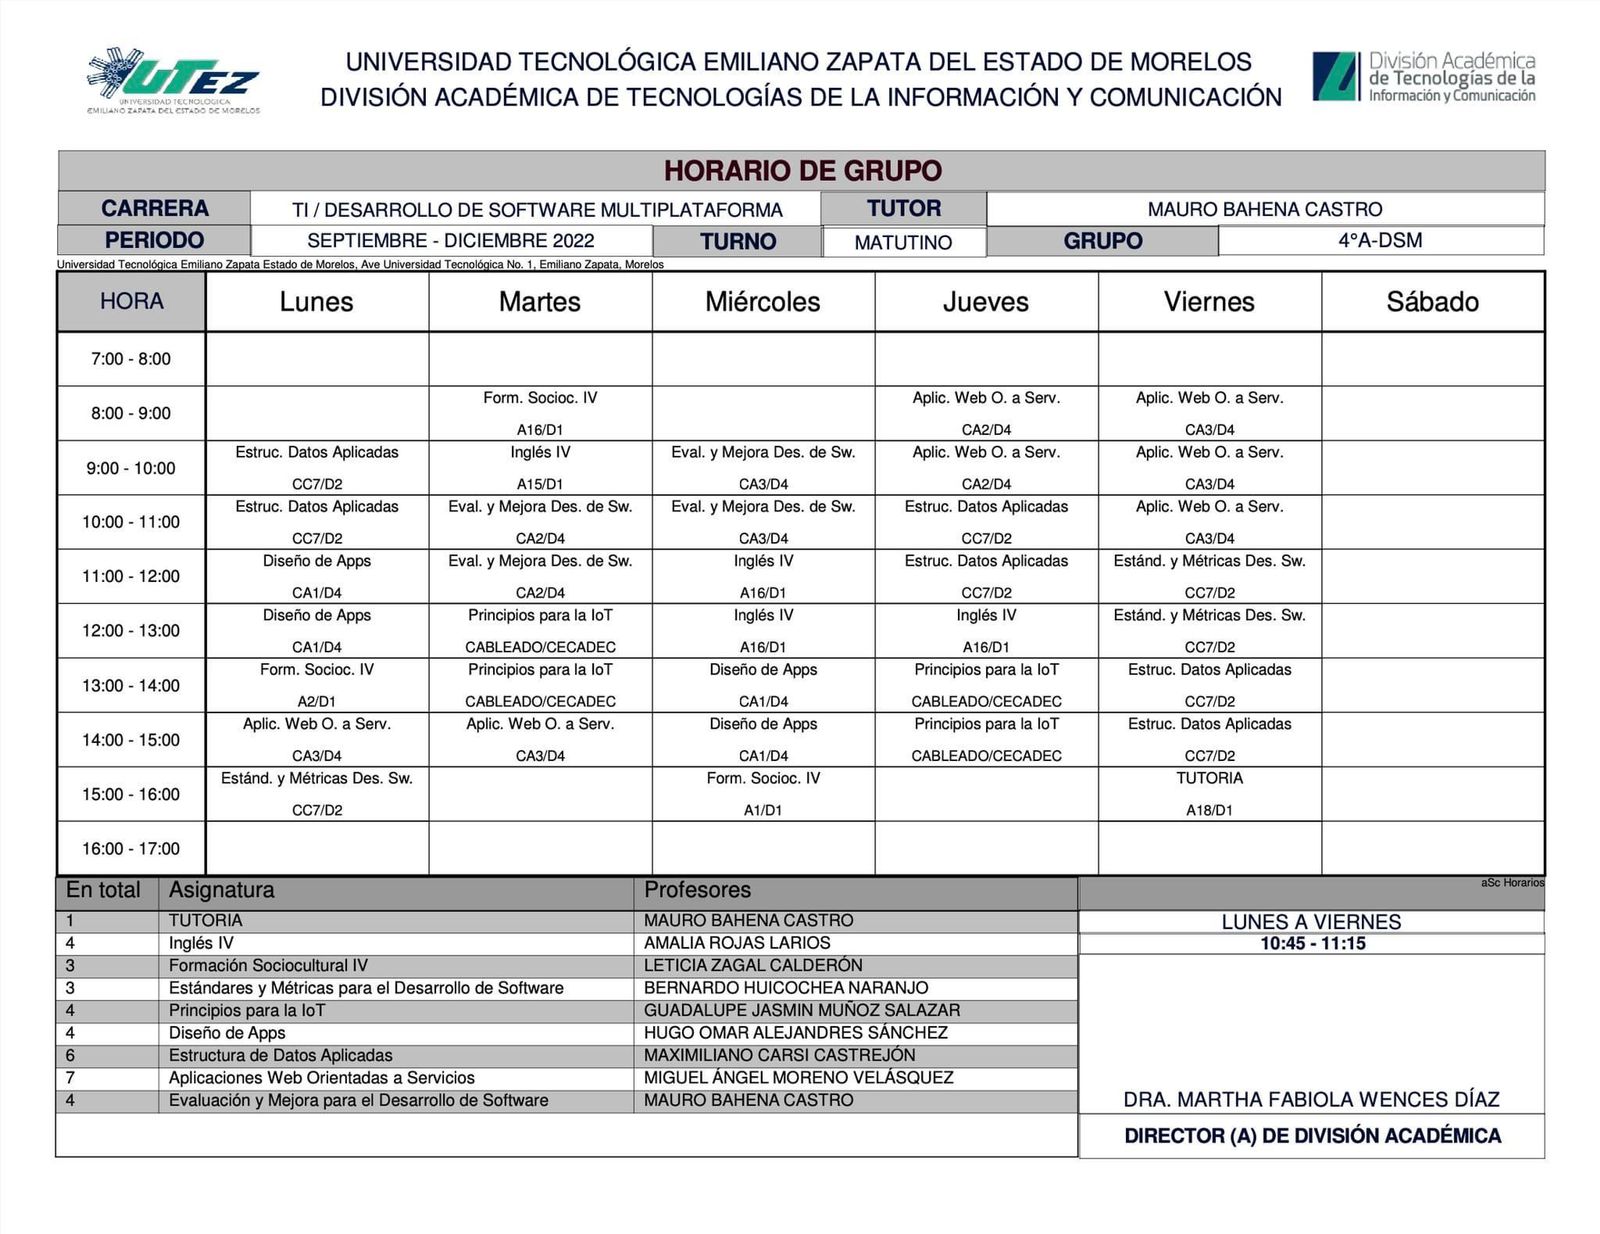 UTEZ
UNIVERSIDAD TECNOLÓGICA
EMILIANO ZAPATA DEL ESTADO DE MORELOS
UNIVERSIDAD TECNOLÓGICA EMILIANO ZAPATA DEL ESTADO DE MORELOS
DIVISIÓN ACADÉMICA DE TECNOLOGÍAS DE LA INFORMACIÓN Y COMUNICACIÓN
División Académica
de Tecnologías de la
Información y Comunicación
HORARIO DE GRUPO
CARRERA TI / DESARROLLO DE SOFTWARE MULTIPLATAFORMA TUTOR MAURO BAHENA CASTRO
PERIODO SEPTIEMBRE - DICIEMBRE 2022 TURNO MATUTINO GRUPO 4°A-DSM
Universidad Tecnológica Emiliano Zapata Estado de Morelos, Ave Universidad Tecnológica No. 1, Emiliano Zapata, Morelos
HORA Lunes Martes Miércoles Jueves Viernes Sábado
7:00 - 8:00
8:00 - 9:00
Form. Socioc. IV Aplic. Web O. a Serv. Aplic. Web O. a Serv.
A16/D1 CA2/D4 CA3/D4
9:00 - 10:00
Estruc. Datos Aplicadas Inglés IV Eval. y Mejora Des. de Sw. Aplic. Web O. a Serv. Aplic. Web O. a Serv.
CC7/D2 A15/D1 CA3/D4 CA2/D4 CA3/D4
10:00 - 11:00
Estruc. Datos Aplicadas Eval. y Mejora Des. de Sw. Eval. y Mejora Des. de Sw. Estruc. Datos Aplicadas Aplic. Web O. a Serv.
CC7/D2 CA2/D4 CA3/D4 CC7/D2 CA3/D4
11:00 - 12:00
Diseño de Apps Eval. y Mejora Des. de Sw. Inglés IV Estruc. Datos Aplicadas Estánd. y Métricas Des. Sw.
CA1/D4 CA2/D4 A16/D1 CC7/D2 CC7/D2
12:00 - 13:00
Diseño de Apps Principios para la IoT Inglés IV Inglés IV Estánd. y Métricas Des. Sw.
CA1/D4 CABLEADO/CECADEC A16/D1 A16/D1 CC7/D2
13:00 - 14:00
Form. Socioc. IV Principios para la IoT Diseño de Apps Principios para la IoT Estruc. Datos Aplicadas
A2/D1 CABLEADO/CECADEC CA1/D4 CABLEADO/CECADEC CC7/D2
14:00 - 15:00
Aplic. Web O. a Serv. Aplic. Web O. a Serv. Diseño de Apps Principios para la IoT Estruc. Datos Aplicadas
CA3/D4 CA3/D4 CA1/D4 CABLEADO/CECADEC CC7/D2
15:00 - 16:00
Estánd. y Métricas Des. Sw. Form. Socioc. IV TUTORIA
CC7/D2 A1/D1 A18/D1
16:00 - 17:00
En total Asignatura Profesores aSc Horarios
1 TUTORIA MAURO BAHENA CASTRO
4 Inglés IV AMALIA ROJAS LARIOS
3 Formación Sociocultural IV LETICIA ZAGAL CALDERÓN
3 Estándares y Métricas para el Desarrollo de Software BERNARDO HUICOCHEA NARANJO
4 Principios para la IoT GUADALUPE JASMIN MUÑOZ SALAZAR
4 Diseño de Apps HUGO OMAR ALEJANDRES SÁNCHEZ
6 Estructura de Datos Aplicadas MAXIMILIANO CARSI CASTREJÓN
7 Aplicaciones Web Orientadas a Servicios MIGUEL ÁNGEL MORENO VELÁSQUEZ
4 Evaluación y Mejora para el Desarrollo de Software MAURO BAHENA CASTRO
LUNES A VIERNES
10:45 - 11:15
DRA. MARTHA FABIOLA WENCES DÍAZ
DIRECTOR (A) DE DIVISIÓN ACADÉMICA